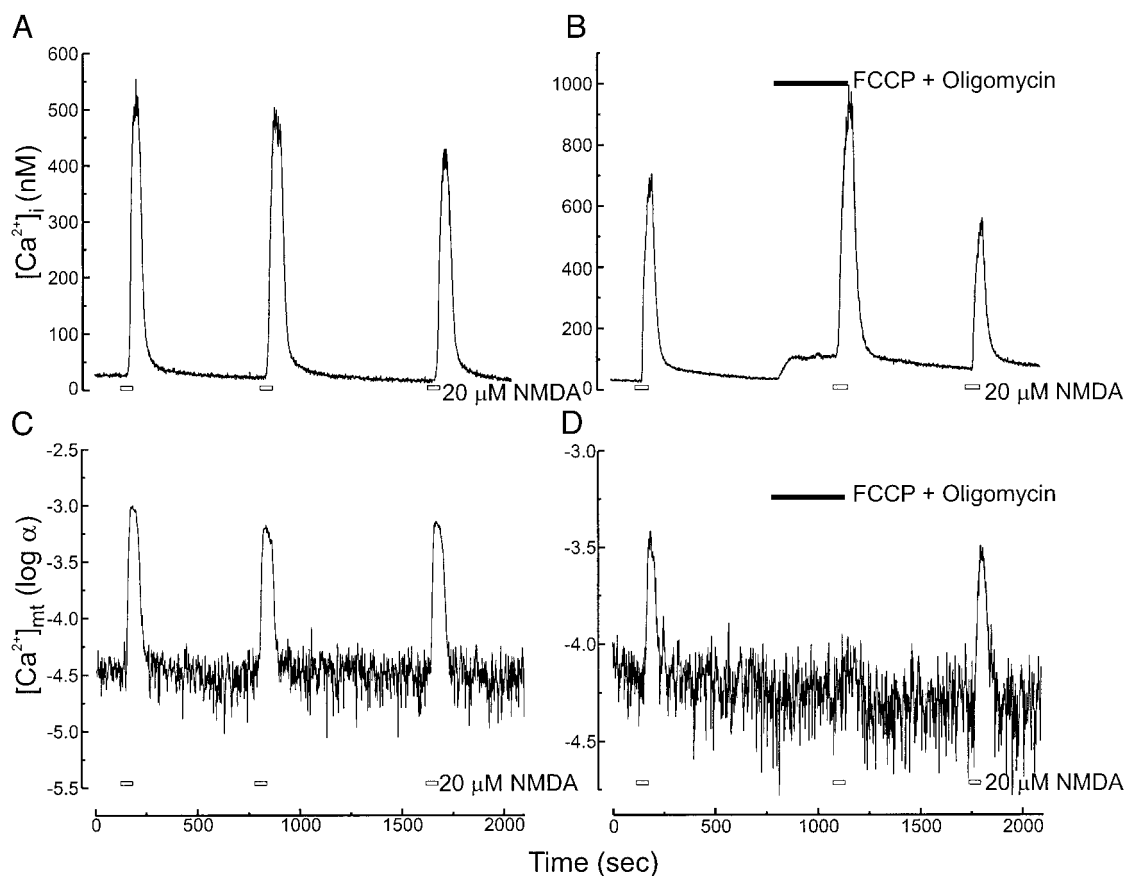 A
[Ca²⁺]i (nM)
600
500
400
300
200
100
0
20 μM NMDA
B
1000
800
600
400
200
0
FCCP + Oligomycin
20 μM NMDA
C
[Ca²⁺]mt (log α)
-2.5
-3.0
-3.5
-4.0
-4.5
-5.0
-5.5
20 μM NMDA
0
500
1000
1500
2000
D
-3.0
-3.5
-4.0
-4.5
FCCP + Oligomycin
20 μM NMDA
0
500
1000
1500
2000
Time (sec)